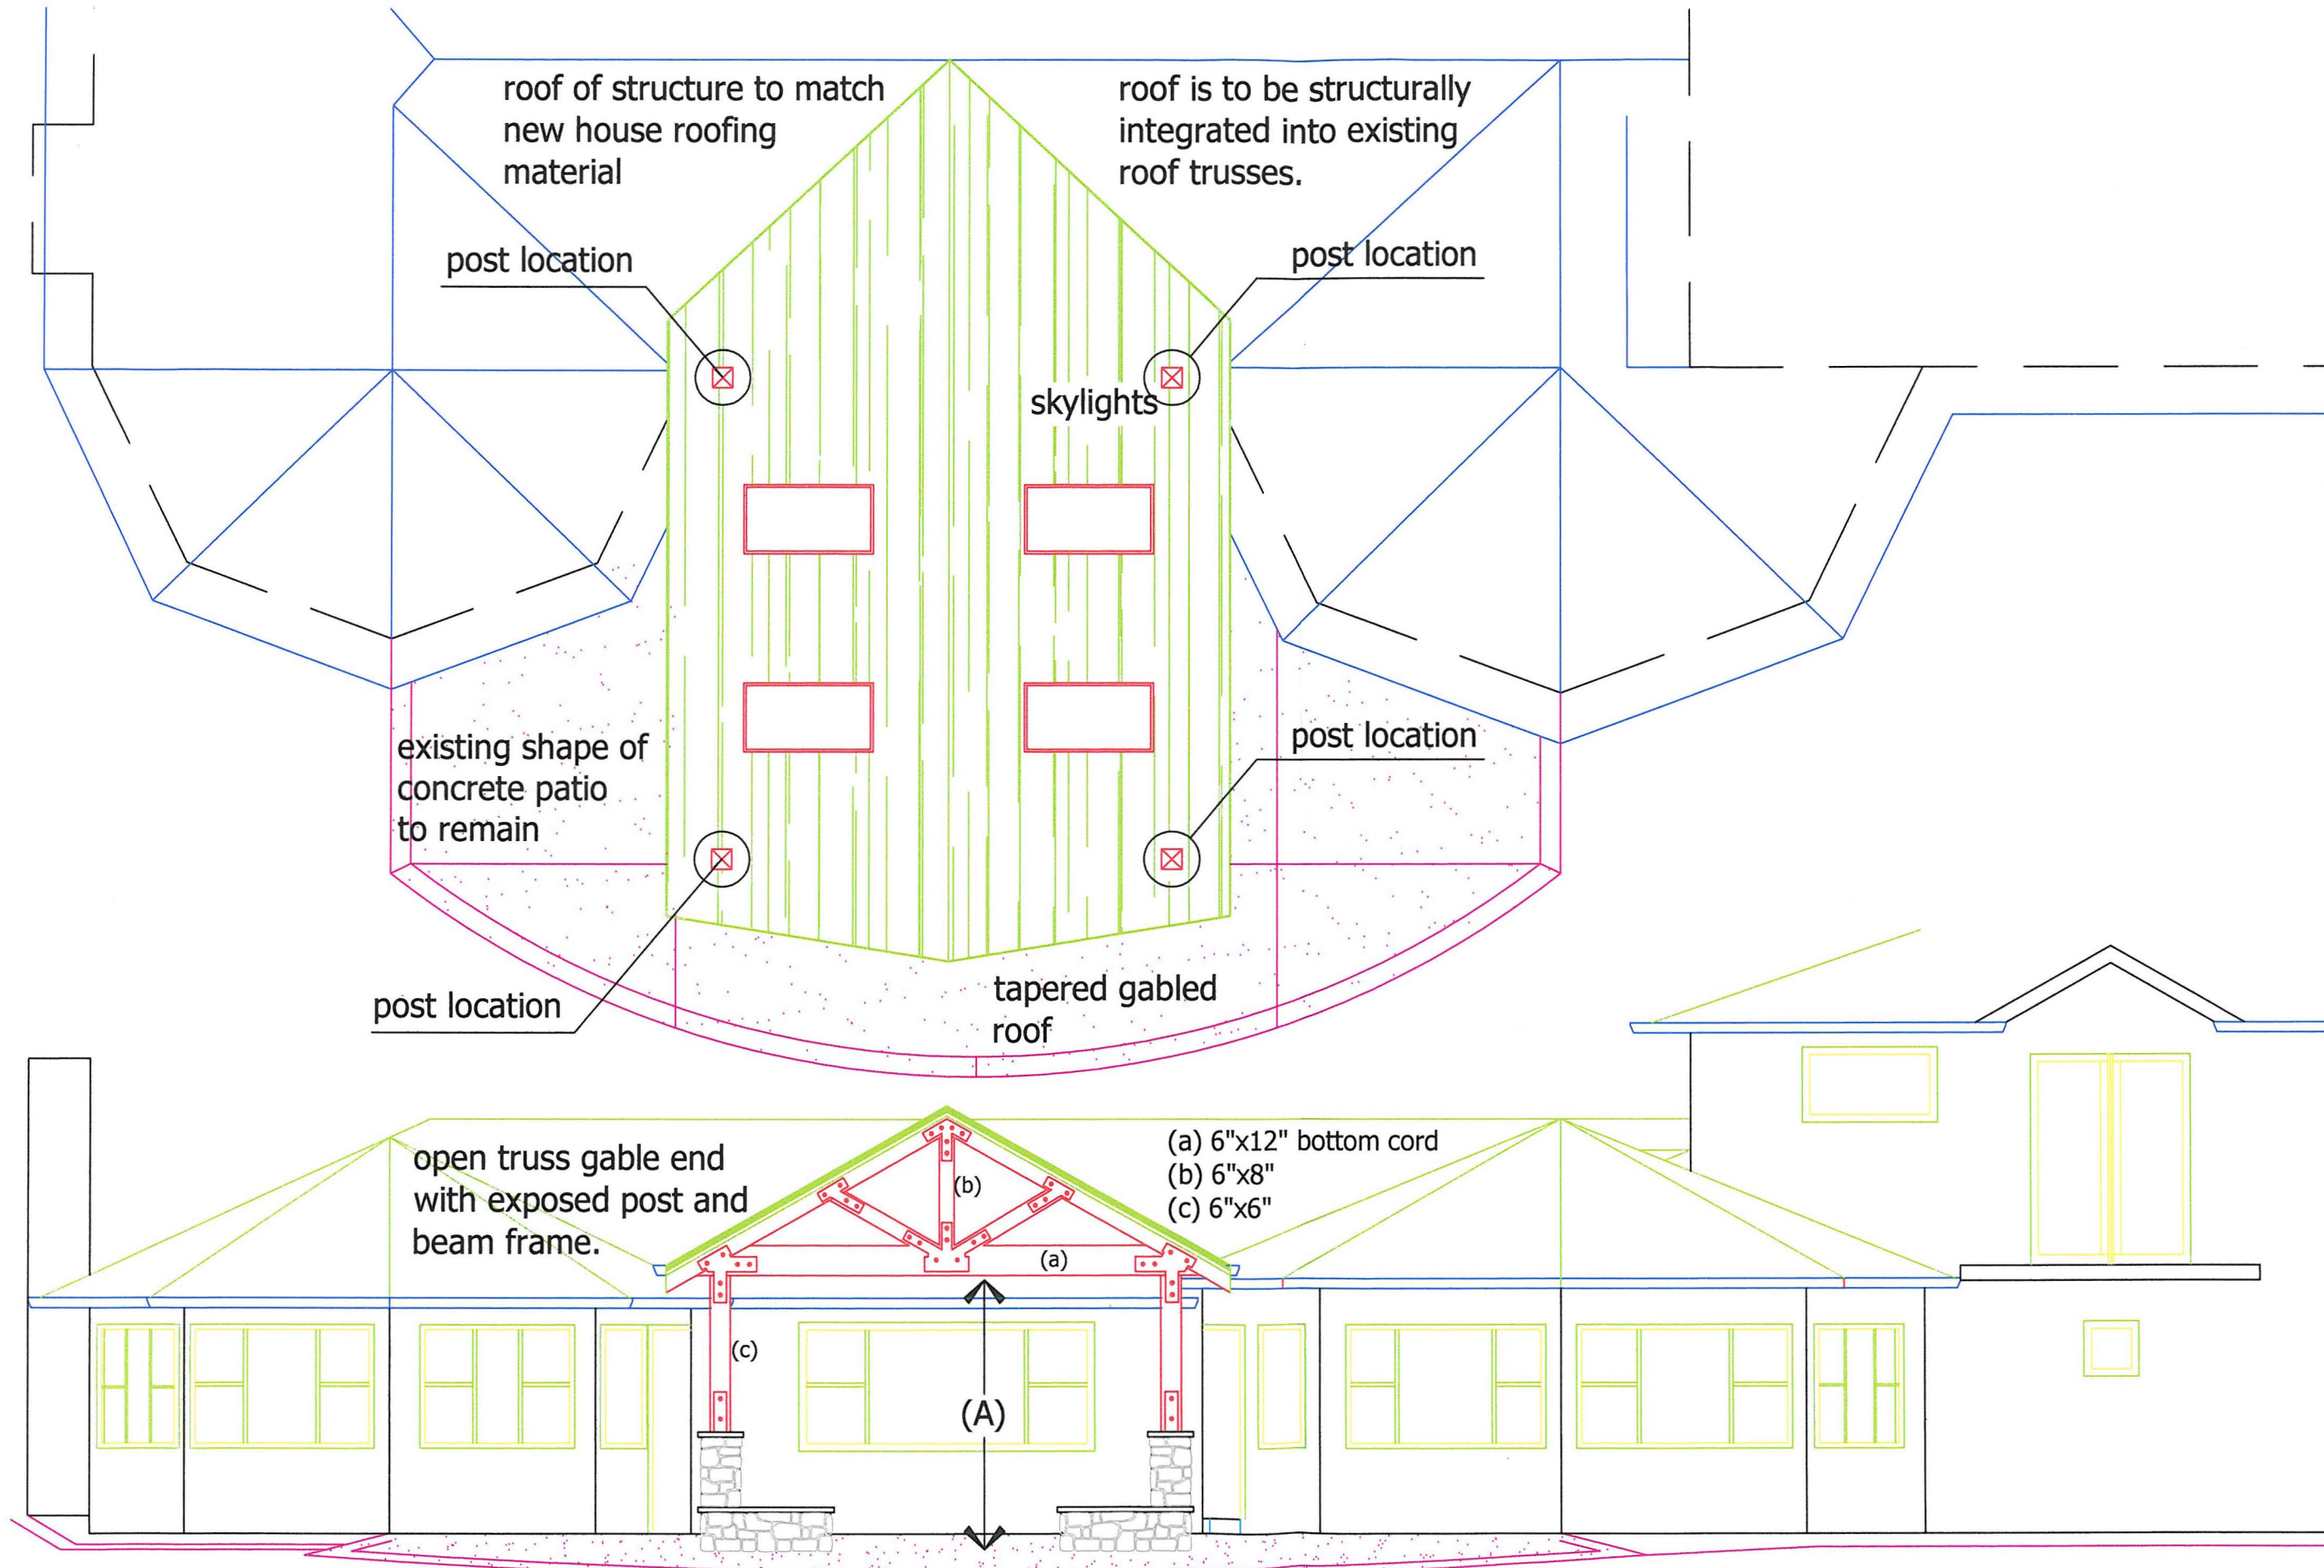 roof of structure to match
new house roofing
material
roof is to be structurally
integrated into existing
roof trusses.
post location
post location
skylights
existing shape of
concrete patio
to remain
post location
post location
tapered gabled
roof
open truss gable end
with exposed post and
beam frame.
(a) 6"x12" bottom cord
(b) 6"x8"
(c) 6"x6"
(b)
(a)
(c)
(A)